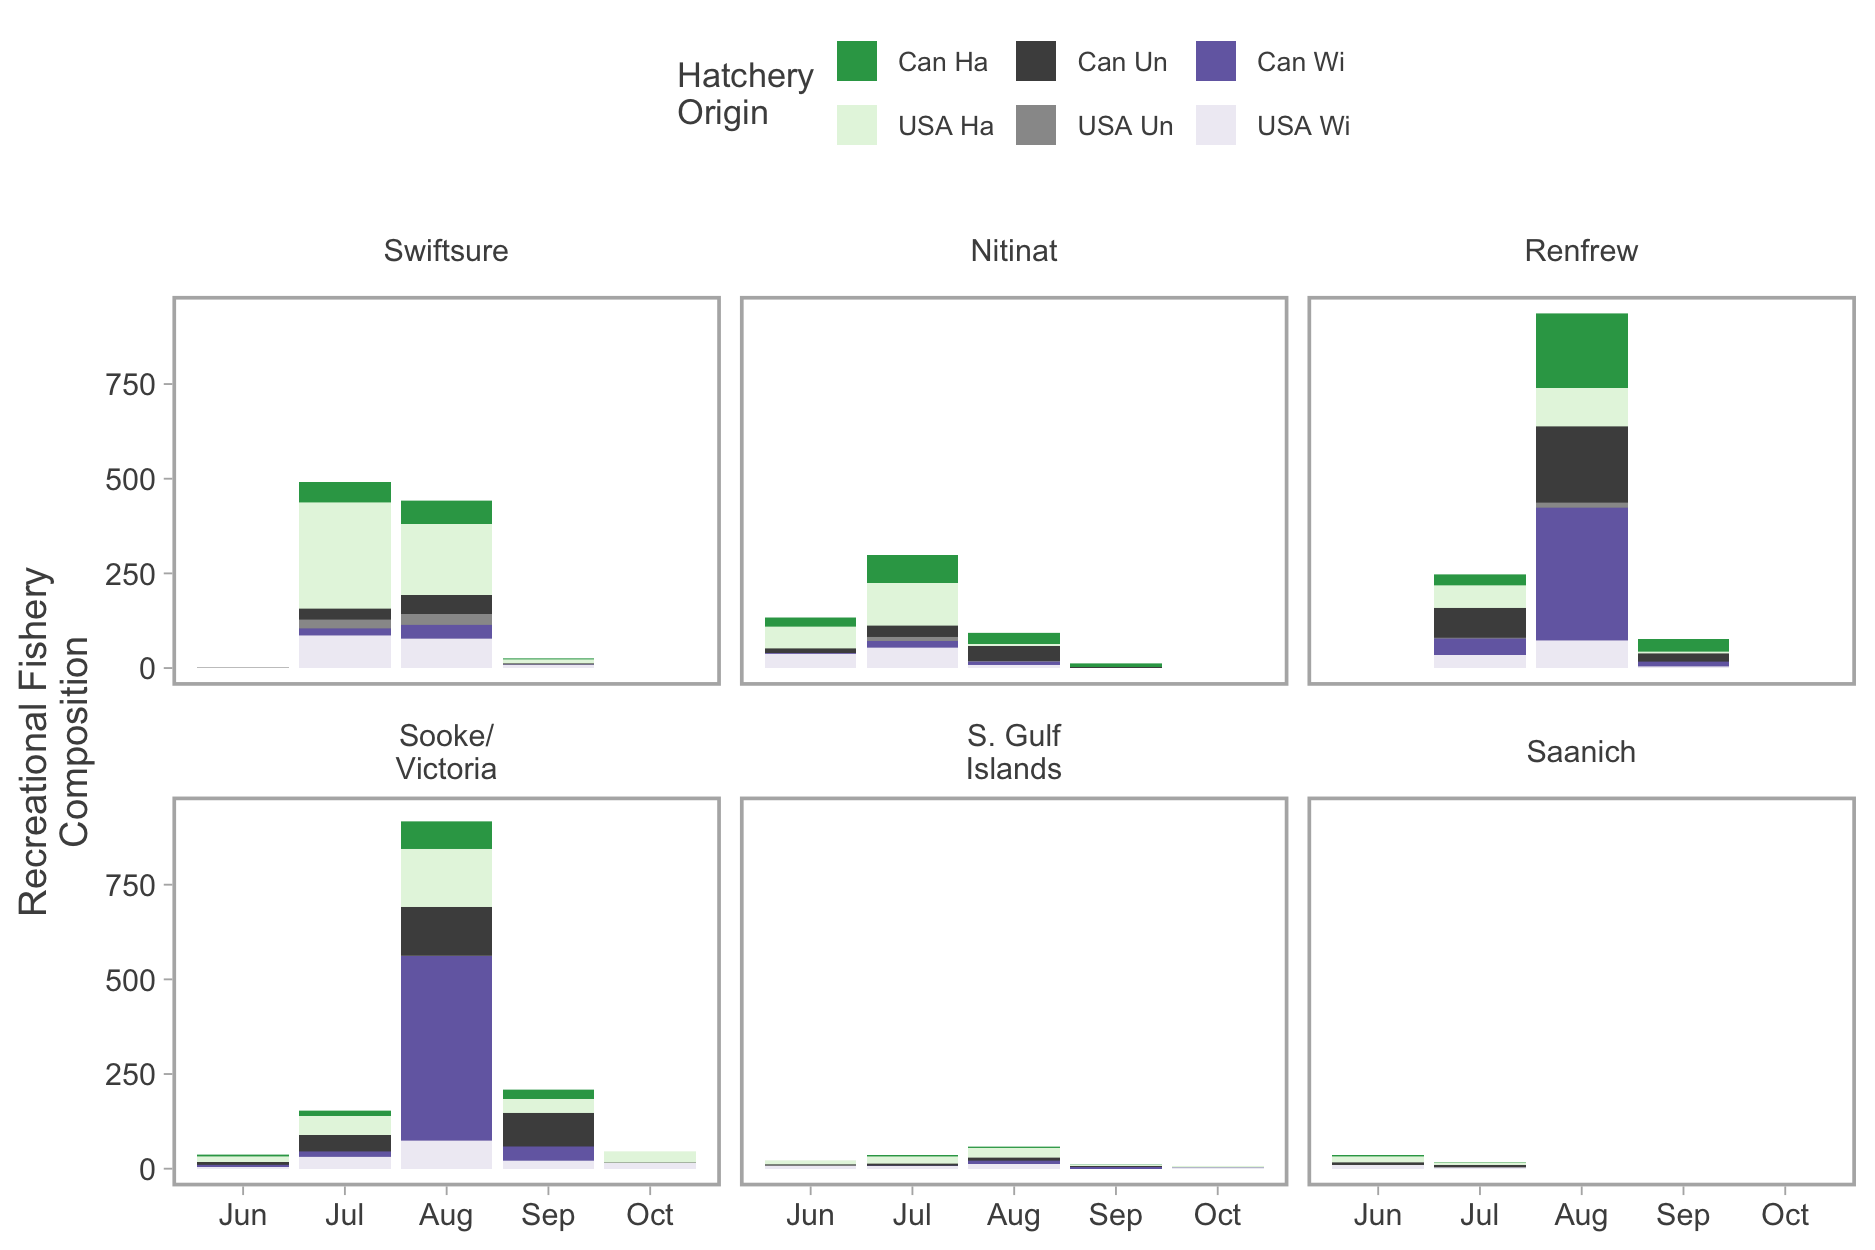 Hatchery
Origin
Can Ha
Can Un
Can Wi
USA Ha
USA Un
USA Wi
Swiftsure
Nitinat
Renfrew
750
500
250
0
Recreational Fishery
Composition
Sooke/
Victoria
S. Gulf
Islands
Saanich
750
500
250
0
Jun Jul Aug Sep Oct
Jun Jul Aug Sep Oct
Jun Jul Aug Sep Oct